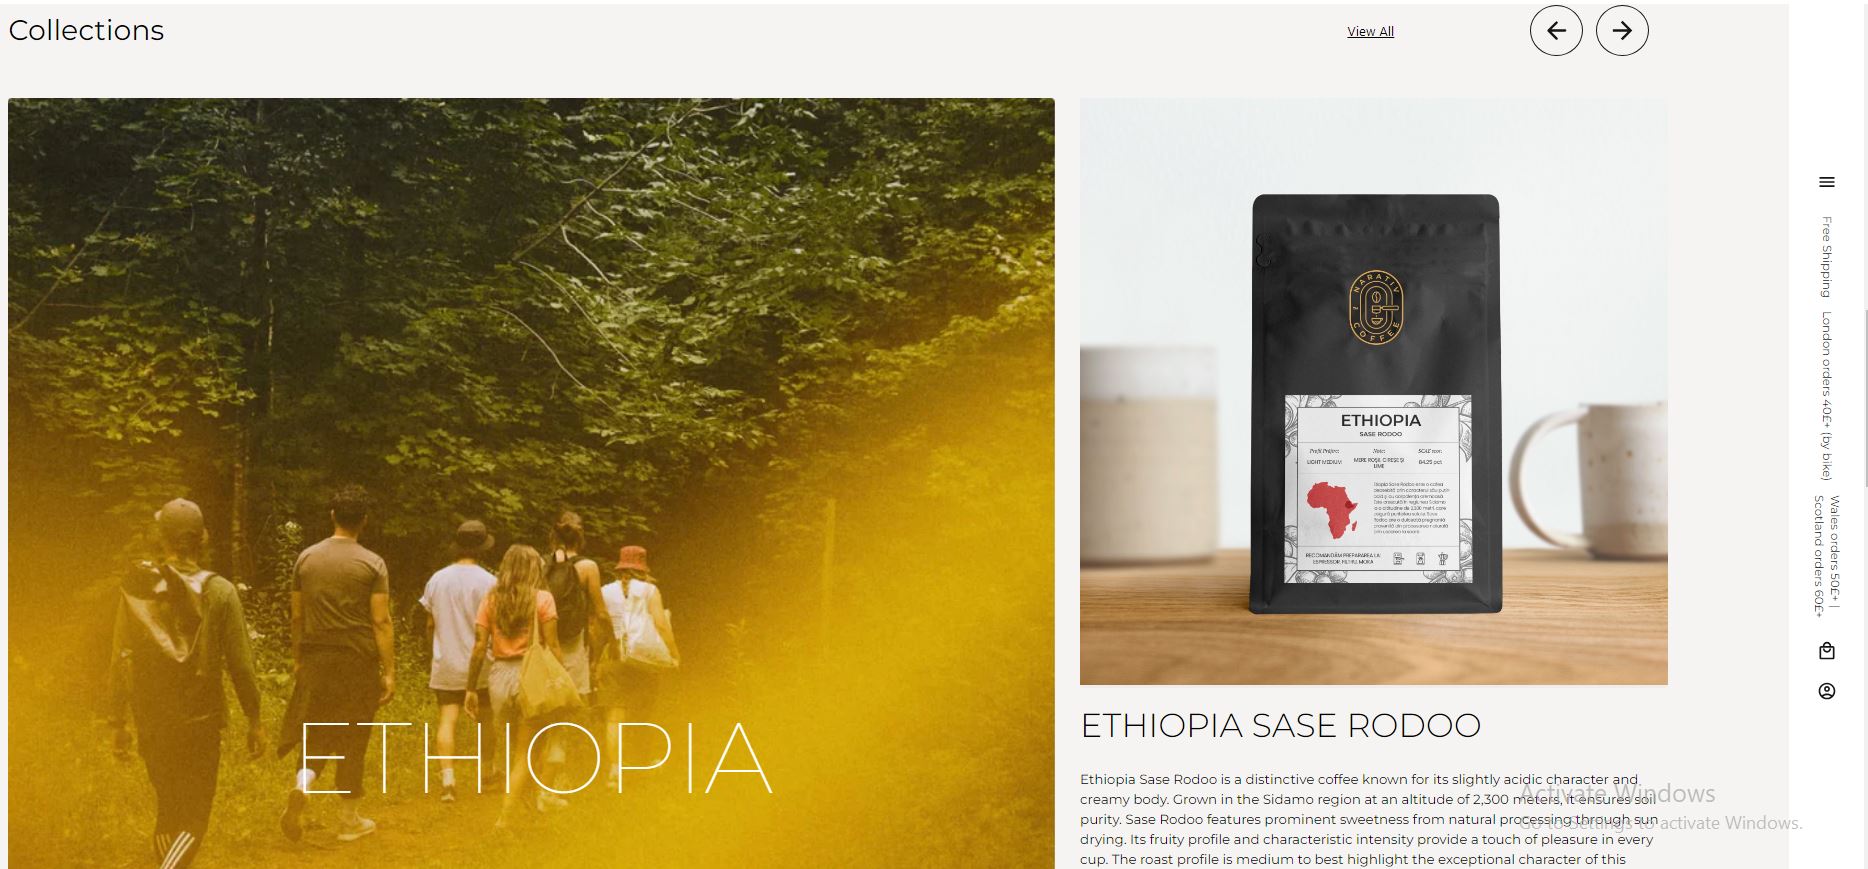 Collections
View All
ETHIOPIA
NARATIV
COFFEE
ETHIOPIA
SASE RODOO
Profil Prăjire:
Note:
SCAE score:
LIGHT MEDIUM
MERE ROȘII, CIREȘE ȘI
LIME
84.25 pct.
RECOMANDĂM PREPARAREA LA:
ESPRESSOR, FILTRU, MOKA
ETHIOPIA SASE RODOO
Ethiopia Sase Rodoo is a distinctive coffee known for its slightly acidic character and
creamy body. Grown in the Sidamo region at an altitude of 2,300 meters, it ensures soil
purity. Sase Rodoo features prominent sweetness from natural processing through sun
drying. Its fruity profile and characteristic intensity provide a touch of pleasure in every
cup. The roast profile is medium to best highlight the exceptional character of this
Free Shipping
London orders 40£+ (by bike)
Wales orders 50£+ |
Scotland orders 60£+
Activate Windows
Go to Settings to activate Windows.